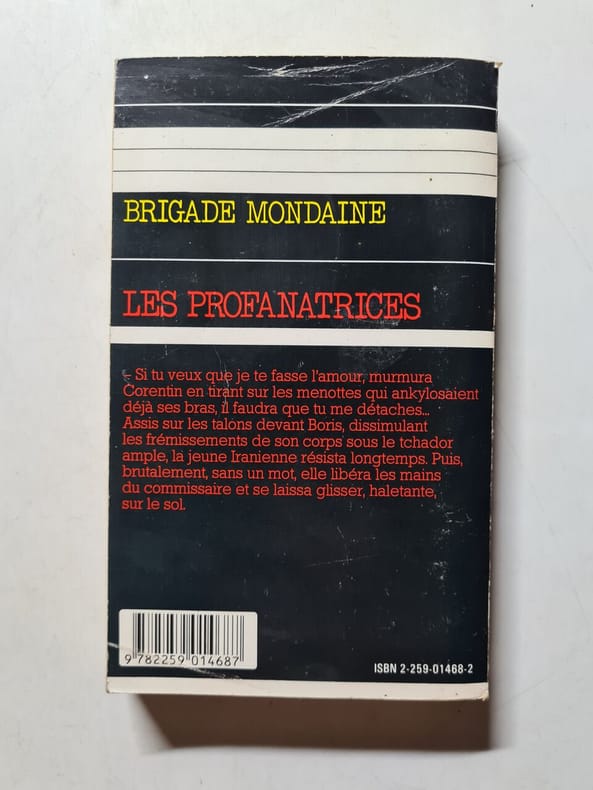 BRIGADE MONDAINE
LES PROFANATRICES
– Si tu veux que je te fasse l'amour, murmura
Corentin en tirant sur les menottes qui ankylosaient
déjà ses bras, il faudra que tu me détaches...
Assis sur les talons devant Boris, dissimulant
les frémissements de son corps sous le tchador
ample, la jeune Iranienne résista longtemps. Puis,
brutalement, sans un mot, elle libéra les mains
du commissaire et se laissa glisser, haletante,
sur le sol.
9 782259 014687
ISBN 2-259-01468-2